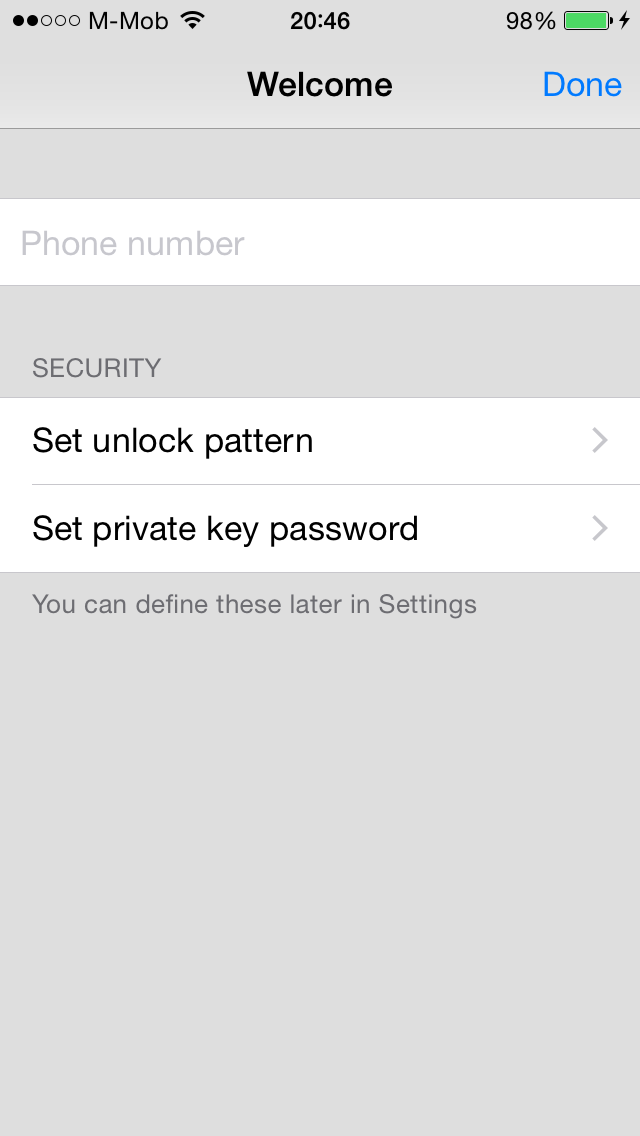 M-Mob 20:46 98%
Welcome Done
Phone number
SECURITY
Set unlock pattern
Set private key password
You can define these later in Settings